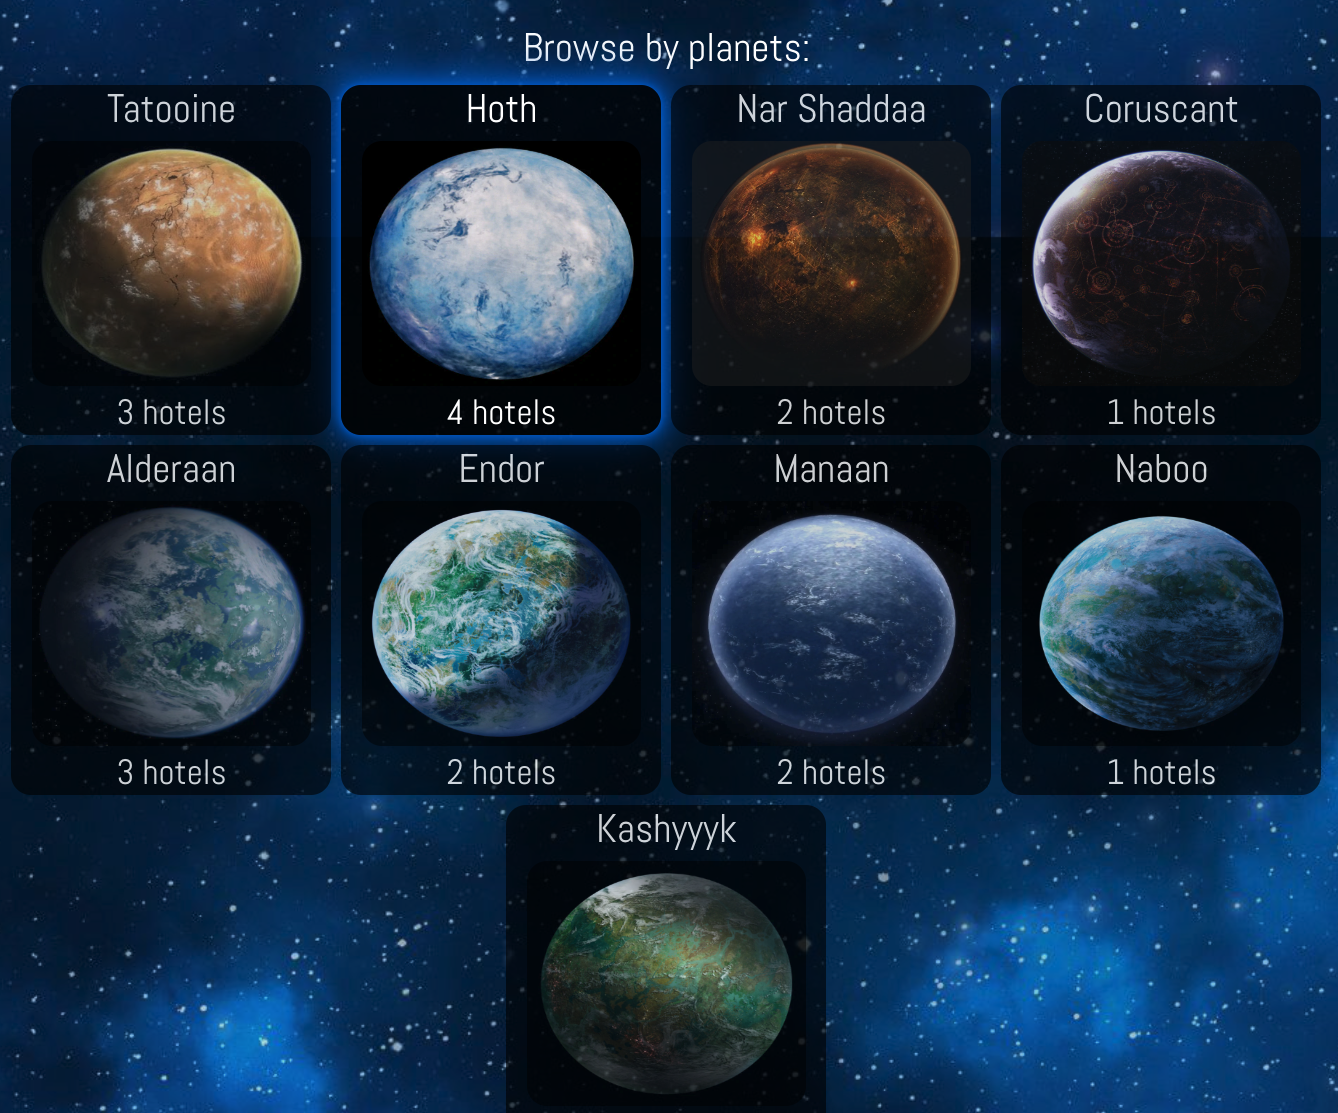 Browse by planets:
Tatooine
Hoth
Nar Shaddaa
Coruscant
3 hotels
4 hotels
2 hotels
1 hotels
Alderaan
Endor
Manaan
Naboo
3 hotels
2 hotels
2 hotels
1 hotels
Kashyyyk